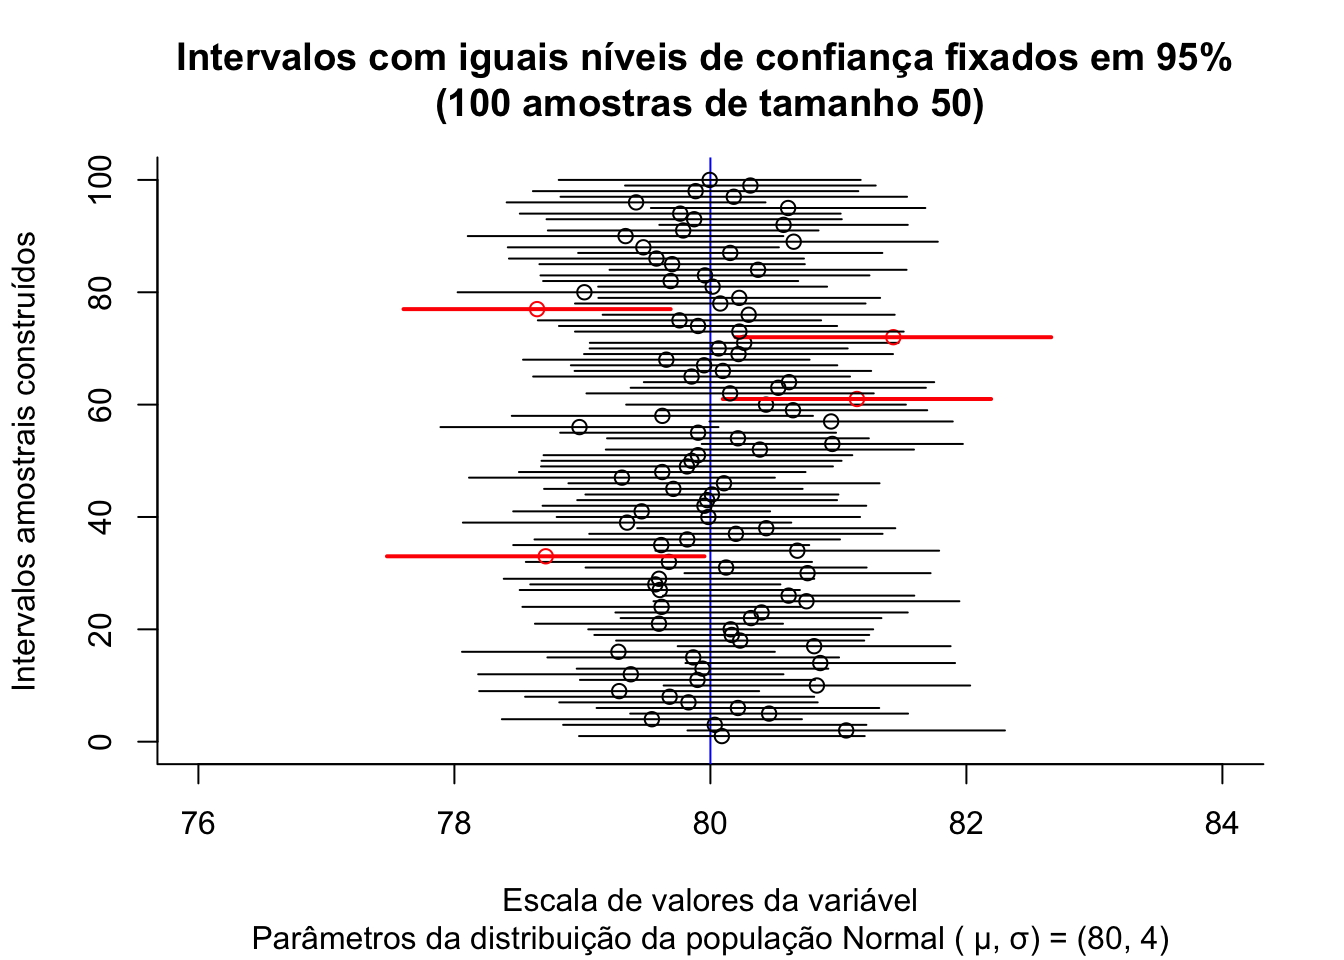 Intervalos com iguais níveis de confiança fixados em 95%
(100 amostras de tamanho 50)
Intervalos amostrais construídos
100
80
60
40
20
0
76 78 80 82 84
Escala de valores da variável
Parâmetros da distribuição da população Normal ( μ, σ) = (80, 4)